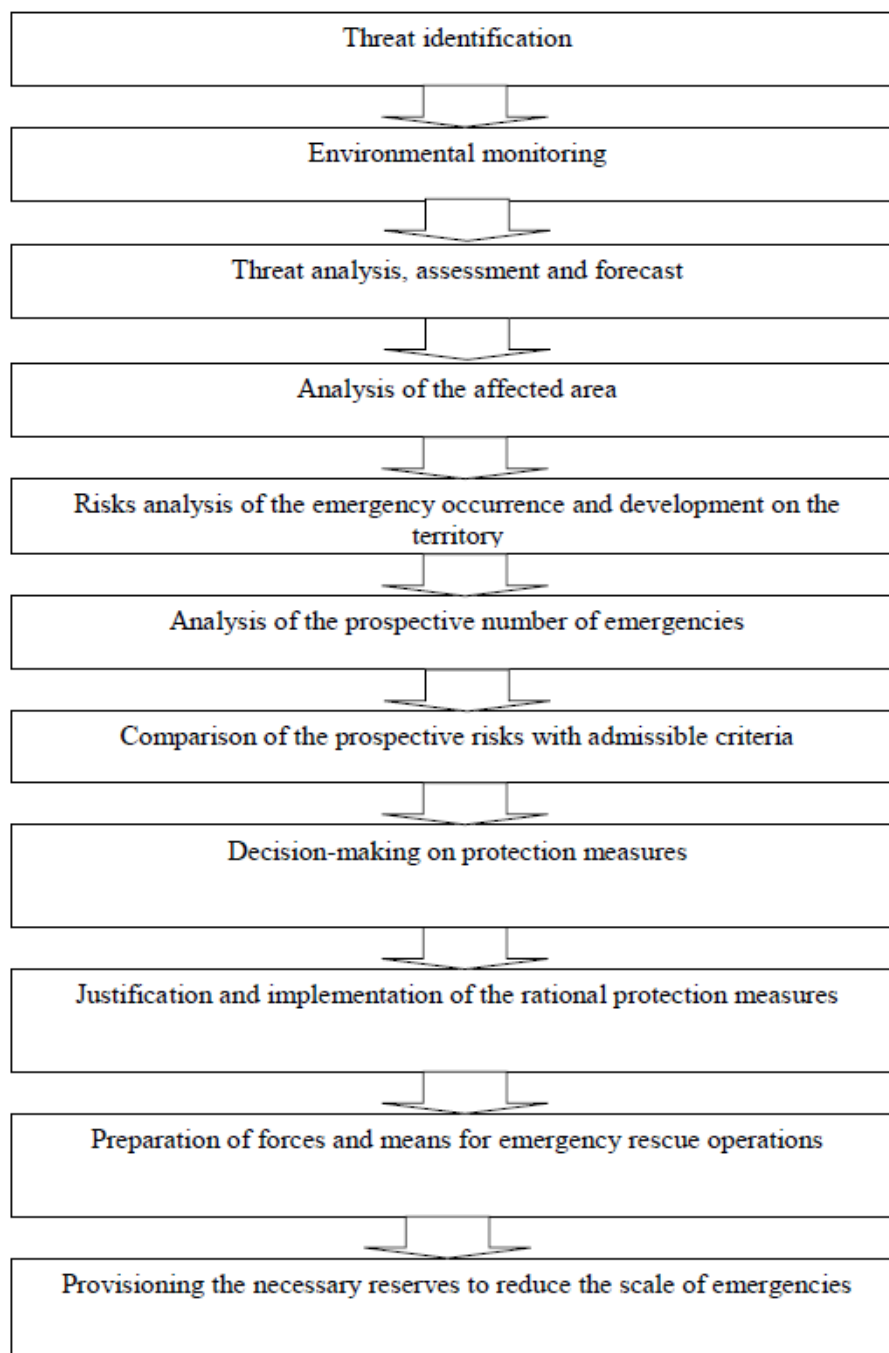 Threat identification
Environmental monitoring
Threat analysis, assessment and forecast
Analysis of the affected area
Risks analysis of the emergency occurrence and development on the
territory
Analysis of the prospective number of emergencies
Comparison of the prospective risks with admissible criteria
Decision-making on protection measures
Justification and implementation of the rational protection measures
Preparation of forces and means for emergency rescue operations
Provisioning the necessary reserves to reduce the scale of emergencies